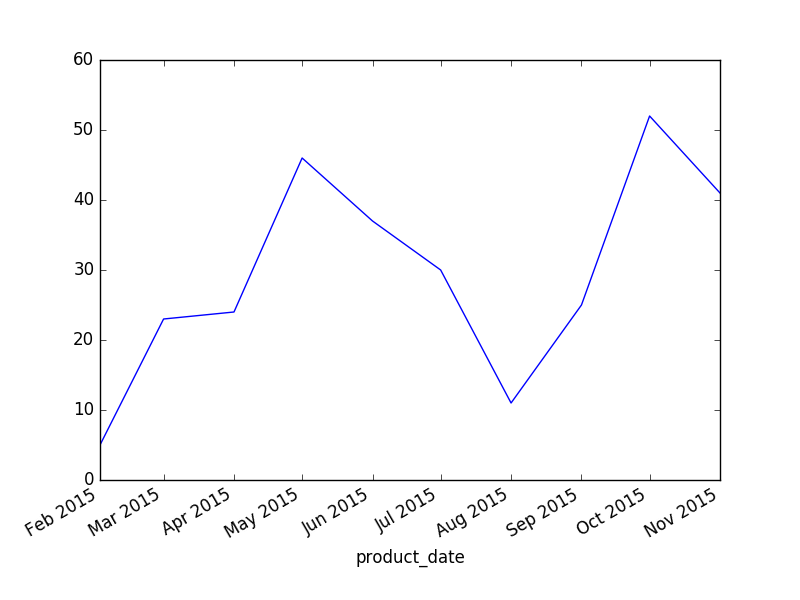 60
50
40
30
20
10
0
Feb 2015
Mar 2015
Apr 2015
May 2015
Jun 2015
Jul 2015
Aug 2015
Sep 2015
Oct 2015
Nov 2015
product_date